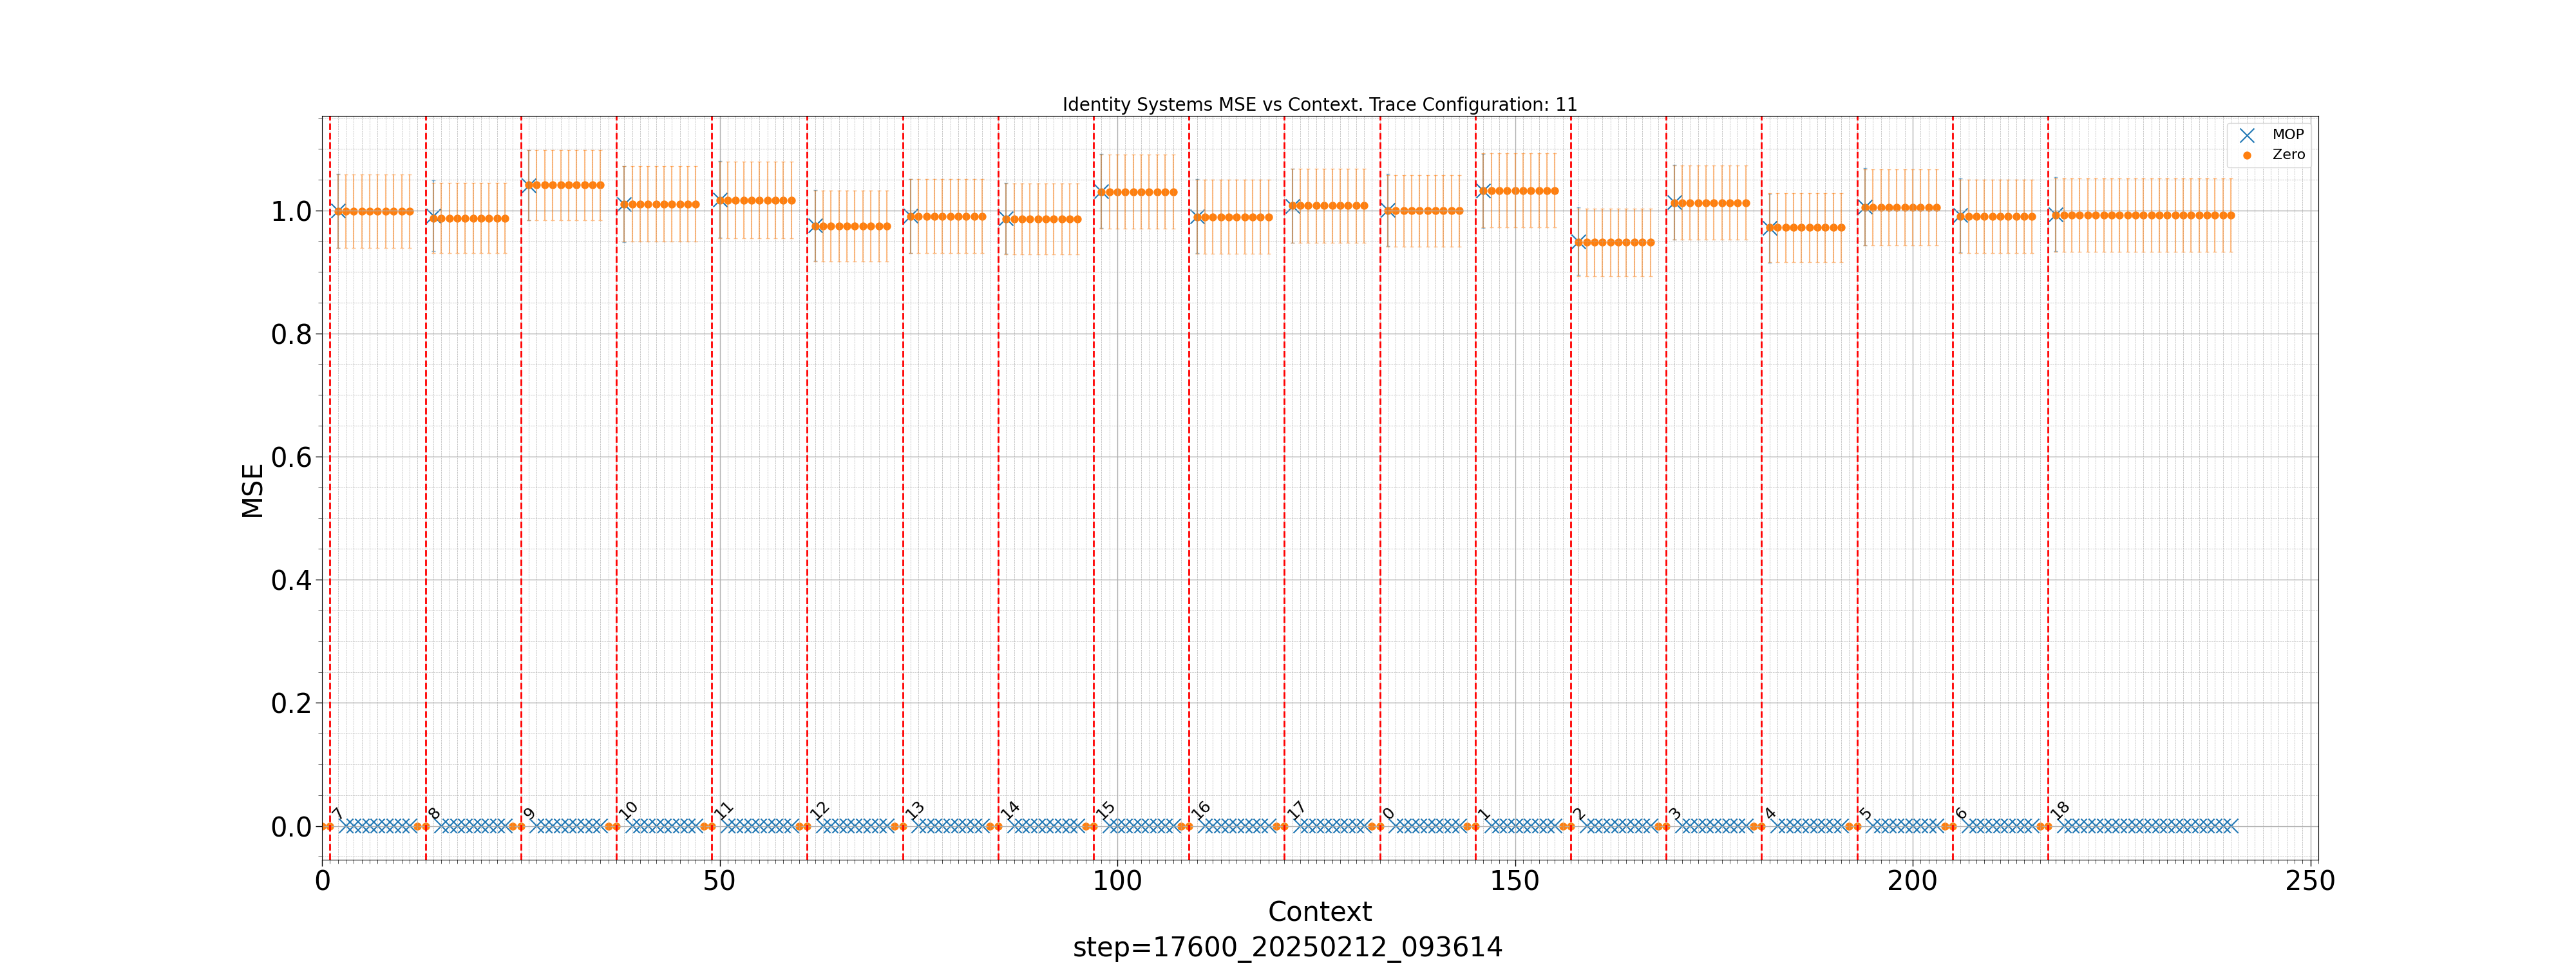 Identity Systems MSE vs Context. Trace Configuration: 11
MOP
Zero
1.0
0.8
0.6
0.4
0.2
0.0
MSE
7 8 9 10 11 12 13 14 15 16 17 0 1 2 3 4 5 6 18
0 50 100 150 200 250
Context
step=17600_20250212_093614